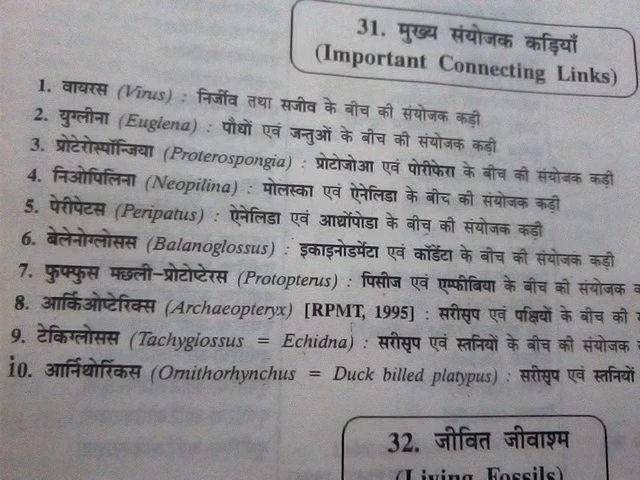 31. मुख्य संयोजक कड़ियाँ
(Important Connecting Links)
1. वायरस (Virus) : निर्जीव तथा सजीव के बीच की संयोजक कड़ी
2. युग्लीना (Euglena) : पौधों एवं जन्तुओं के बीच की संयोजक कड़ी
3. प्रोटेरोस्पॉन्जिया (Proterospongia) : प्रोटोजोआ एवं पोरीफेरा के बीच की संयोजक कड़ी
4. निओपिलिना (Neopilina) : मोलस्का एवं ऐनेलिडा के बीच की संयोजक कड़ी
5. पेरीपेटस (Peripatus) : ऐनेलिडा एवं आर्थ्रोपोडा के बीच की संयोजक कड़ी
6. बेलेनोग्लोसस (Balanoglossus) : इकाइनोडर्मेटा एवं कॉर्डेटा के बीच की संयोजक कड़ी
7. फुफ्फुस मछली-प्रोटोप्टेरस (Protopterus) : पिसीज एवं एम्फीबिया के बीच की संयोजक
8. आर्किओप्टेरिक्स (Archaeopteryx) [RPMT, 1995] : सरीसृप एवं पक्षियों के बीच की
9. टेकिग्लोसस (Tachyglossus = Echidna) : सरीसृप एवं स्तनियों के बीच की संयोजक
10. आर्निथोरिंकस (Ornithorhynchus = Duck billed platypus) : सरीसृप एवं स्तनियों
32. जीवित जीवाश्म
(Living Fossils)